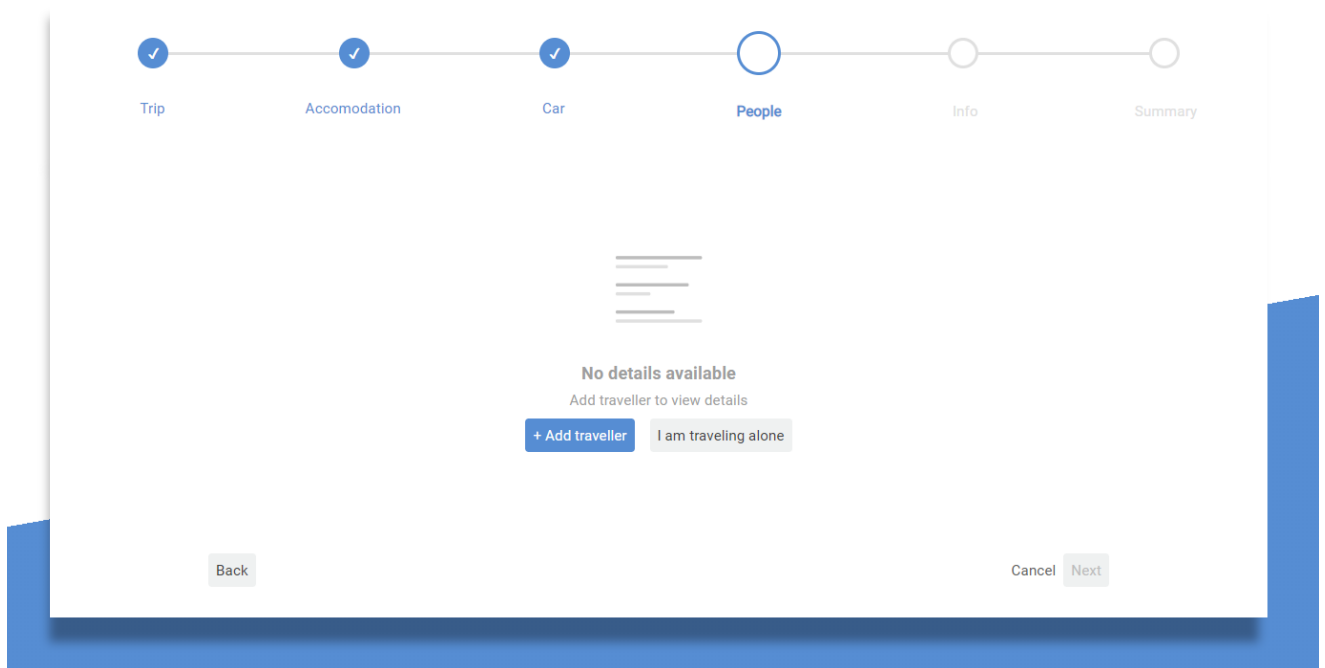 Trip Accomodation Car People Info Summary
No details available
Add traveller to view details
+ Add traveller I am traveling alone
Back Cancel Next